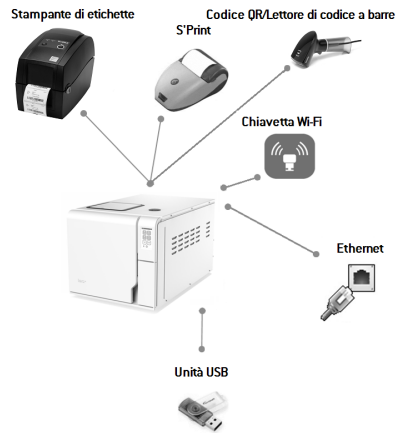 Stampante di etichette
S'Print
Codice QR/Lettore di codice a barre
Chiavetta Wi-Fi
Ethernet
Unità USB